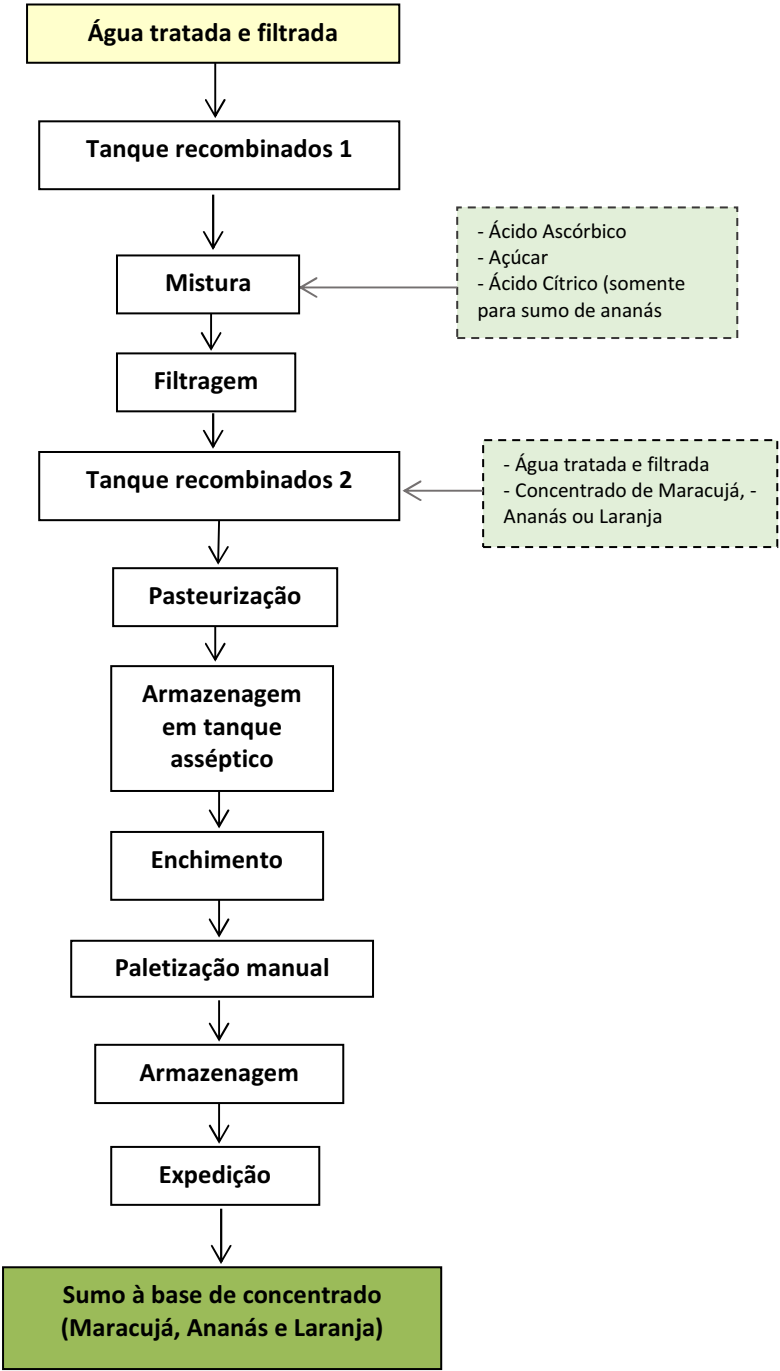 Água tratada e filtrada
Tanque recombinados 1
- Ácido Ascórbico
- Açúcar
- Ácido Cítrico (somente
para sumo de ananás
Mistura
Filtragem
Tanque recombinados 2
- Água tratada e filtrada
- Concentrado de Maracujá, -
Ananás ou Laranja
Pasteurização
Armazenagem
em tanque
asséptico
Enchimento
Paletização manual
Armazenagem
Expedição
Sumo à base de concentrado
(Maracujá, Ananás e Laranja)